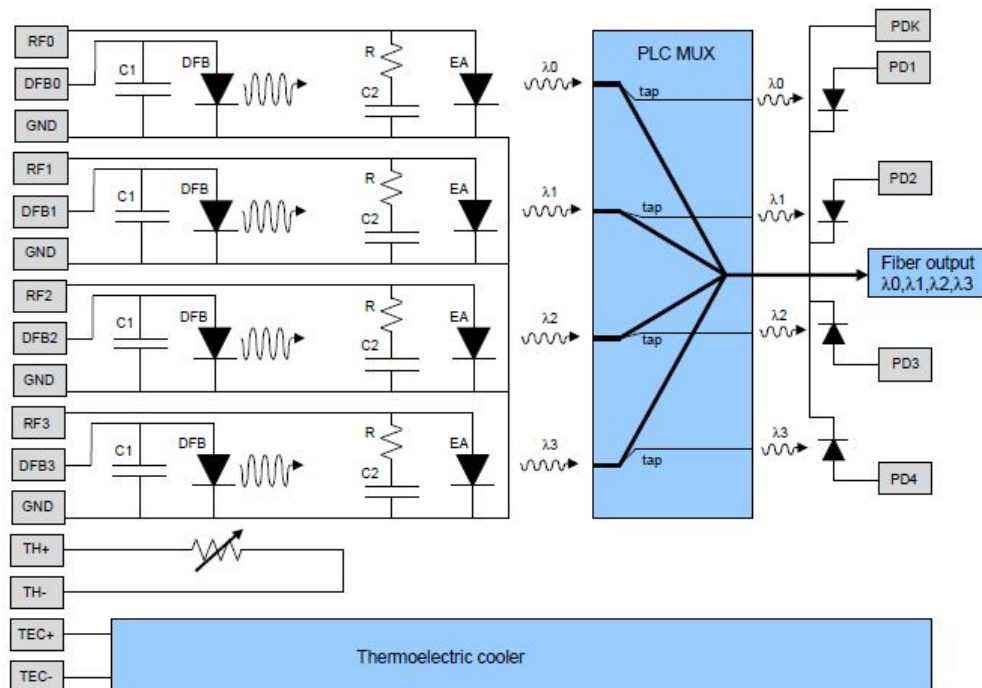 RF0
DFB0
GND
C1
DFB
R
C2
EA
λ0
PLC MUX
tap
λ0
PDK
PD1
RF1
DFB1
GND
C1
DFB
R
C2
EA
λ1
tap
λ1
PD2
Fiber output
λ0,λ1,λ2,λ3
RF2
DFB2
GND
C1
DFB
R
C2
EA
λ2
tap
λ2
PD3
RF3
DFB3
GND
C1
DFB
R
C2
EA
λ3
tap
λ3
PD4
TH+
TH-
TEC+
TEC-
Thermoelectric cooler